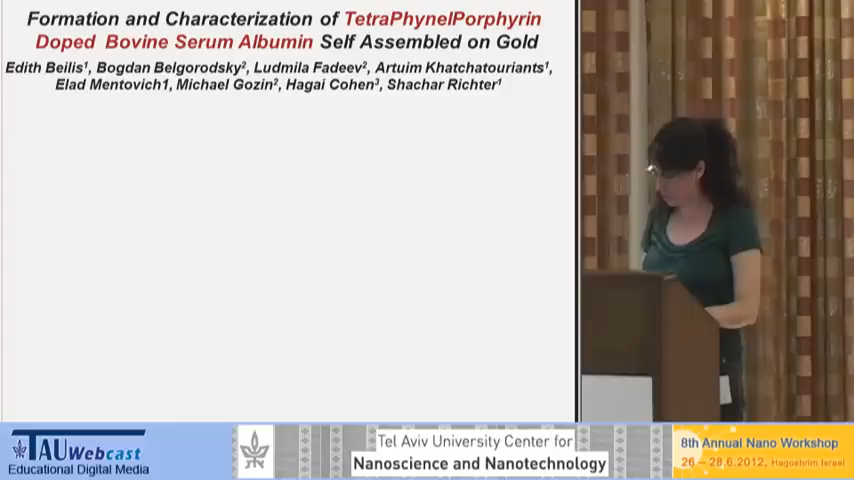 Formation and Characterization of TetraPhynelPorphyrin
Doped Bovine Serum Albumin Self Assembled on Gold
Edith Beilis¹, Bogdan Belgorodsky², Ludmila Fadeev², Artuim Khatchatouriants¹,
Elad Mentovich1, Michael Gozin², Hagai Cohen³, Shachar Richter¹
TAU Webcast
Educational Digital Media
Tel Aviv University Center for
Nanoscience and Nanotechnology
8th Annual Nano Workshop
26 – 28.6.2012, Hagoshrim Israel